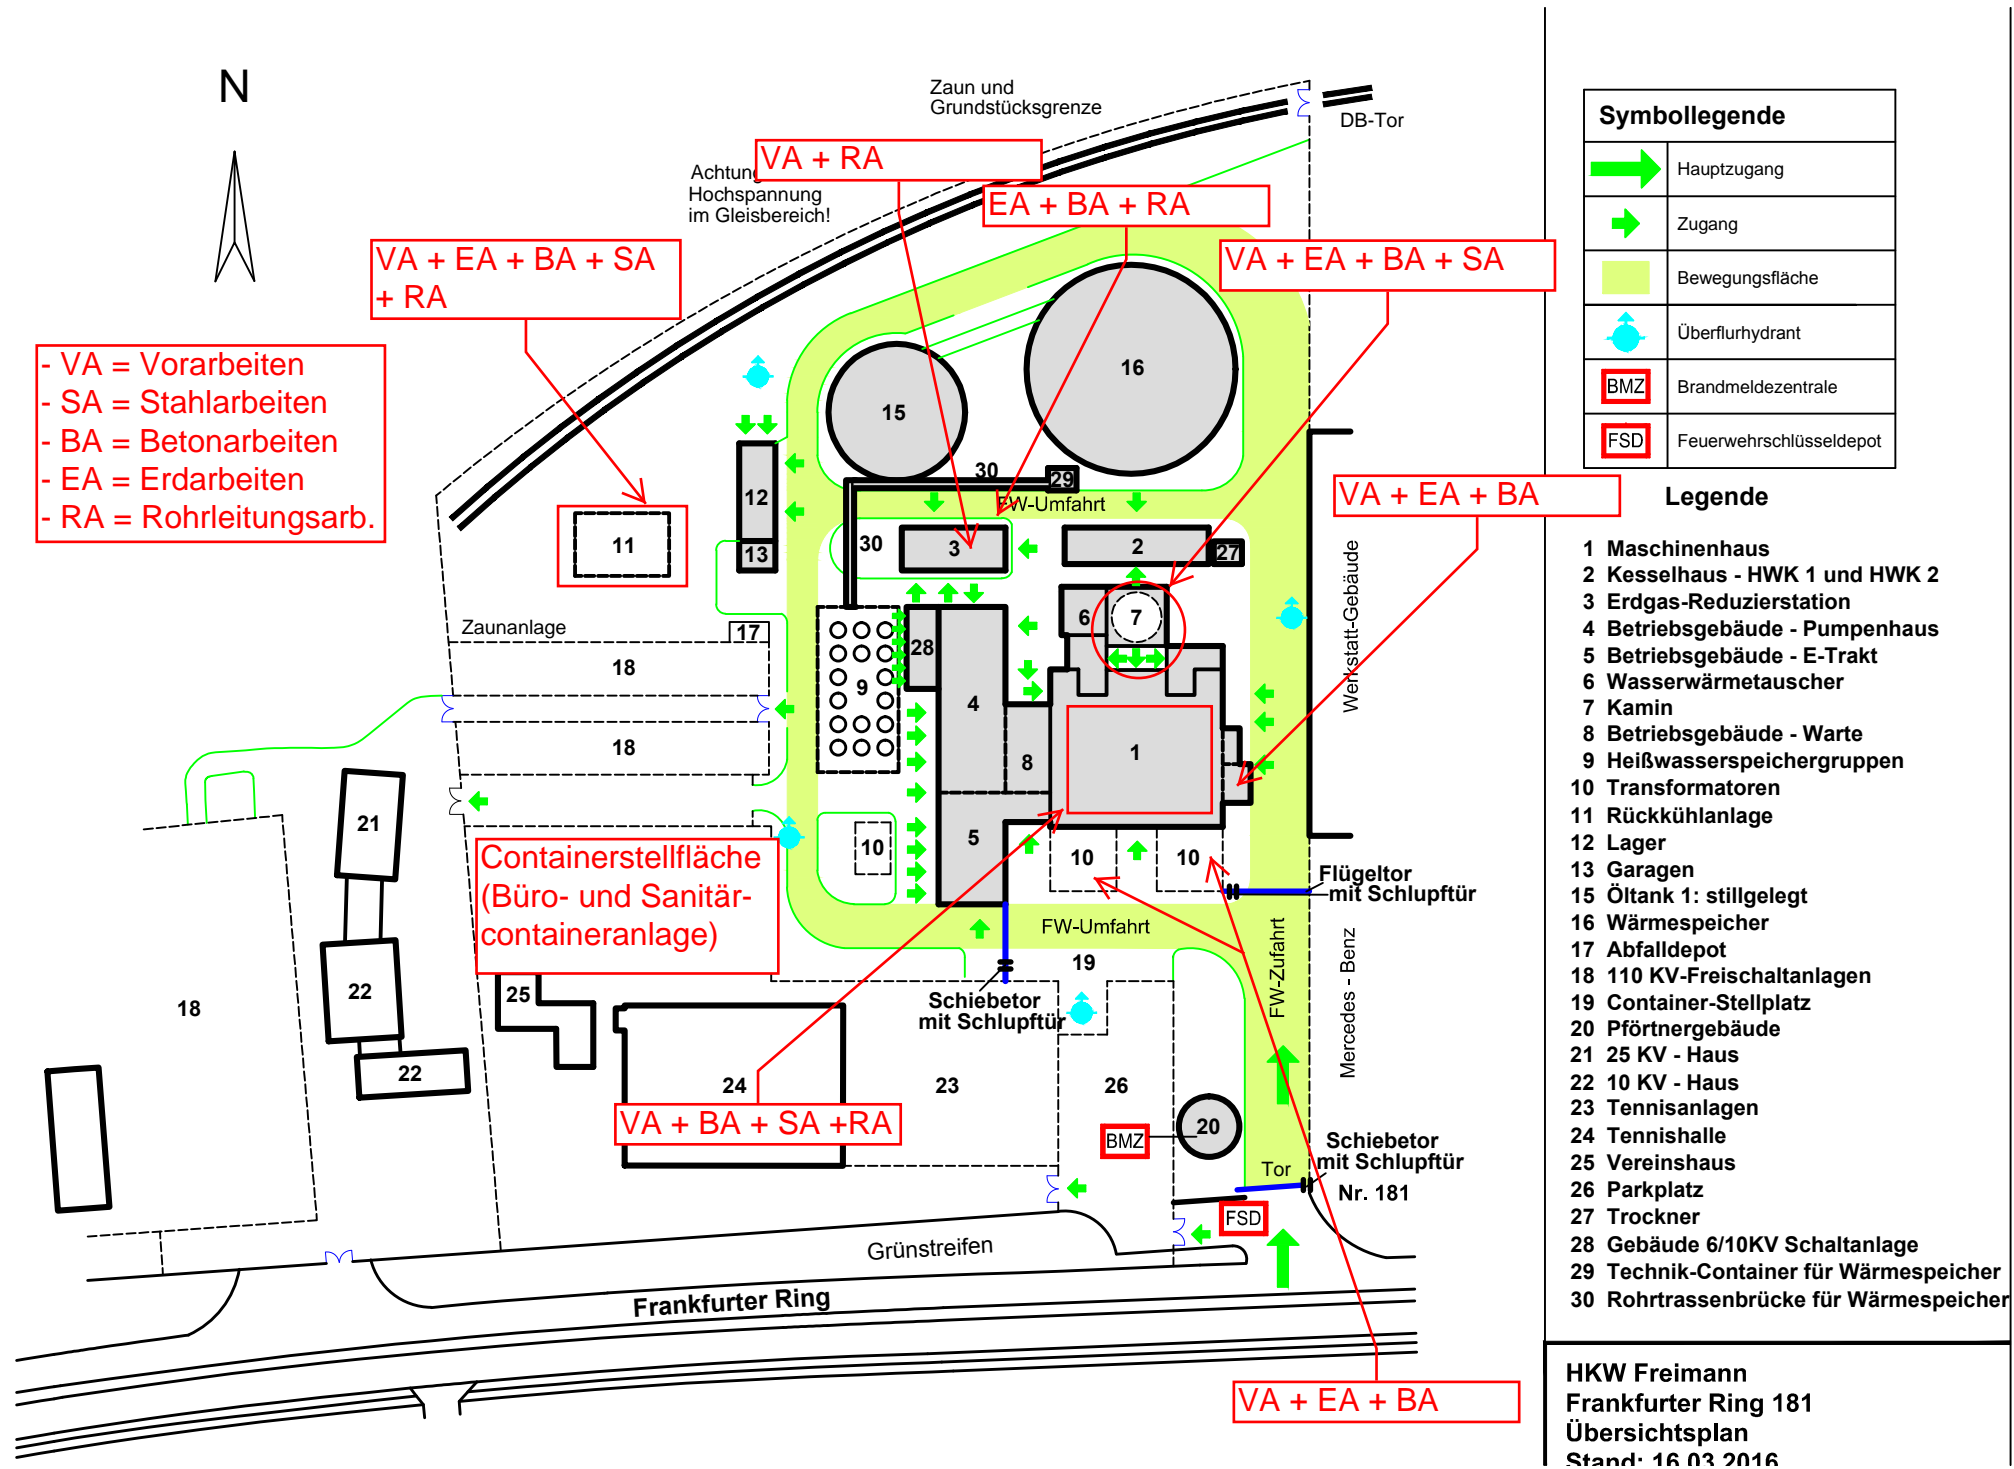 N
Zaun und
Grundstücksgrenze
DB-Tor
Achtung
Hochspannung
im Gleisbereich!
VA + RA
EA + BA + RA
VA + EA + BA + SA
+ RA
VA + EA + BA + SA
- VA = Vorarbeiten
- SA = Stahlarbeiten
- BA = Betonarbeiten
- EA = Erdarbeiten
- RA = Rohrleitungsarb.
VA + EA + BA
16
15
30
29
12
FW-Umfahrt
11
13
30
3
2
27
Werkstatt-Gebäude
Zaunanlage
17
6
7
28
18
9
4
18
8
1
21
10
5
10
10
Containerstellfläche
(Büro- und Sanitär-
containeranlage)
Flügeltor
mit Schlupftür
FW-Umfahrt
FW-Zufahrt
Mercedes - Benz
19
18
22
25
Schiebetor
mit Schlupftür
22
24
23
26
VA + BA + SA +RA
BMZ
20
Schiebetor
mit Schlupftür
Tor
Nr. 181
FSD
Grünstreifen
Frankfurter Ring
VA + EA + BA
Symbollegende
Hauptzugang
Zugang
Bewegungsfläche
Überflurhydrant
BMZ Brandmeldezentrale
FSD Feuerwehrschlüsseldepot
Legende
1 Maschinenhaus
2 Kesselhaus - HWK 1 und HWK 2
3 Erdgas-Reduzierstation
4 Betriebsgebäude - Pumpenhaus
5 Betriebsgebäude - E-Trakt
6 Wasserwärmetauscher
7 Kamin
8 Betriebsgebäude - Warte
9 Heißwasserspeichergruppen
10 Transformatoren
11 Rückkühlanlage
12 Lager
13 Garagen
15 Öltank 1: stillgelegt
16 Wärmespeicher
17 Abfalldepot
18 110 KV-Freischaltanlagen
19 Container-Stellplatz
20 Pförtnergebäude
21 25 KV - Haus
22 10 KV - Haus
23 Tennisanlagen
24 Tennishalle
25 Vereinshaus
26 Parkplatz
27 Trockner
28 Gebäude 6/10KV Schaltanlage
29 Technik-Container für Wärmespeicher
30 Rohrtrassenbrücke für Wärmespeicher
HKW Freimann
Frankfurter Ring 181
Übersichtsplan
Stand: 16.03.2016